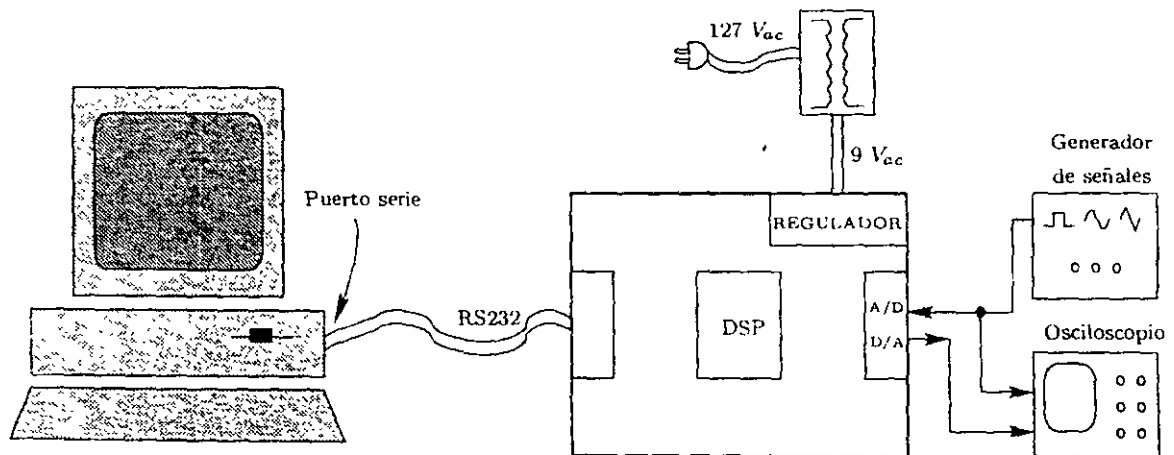 127 Vac
9 Vac
Generador
de señales
Puerto serie
REGULADOR
RS232
DSP
A/D
D/A
Osciloscopio